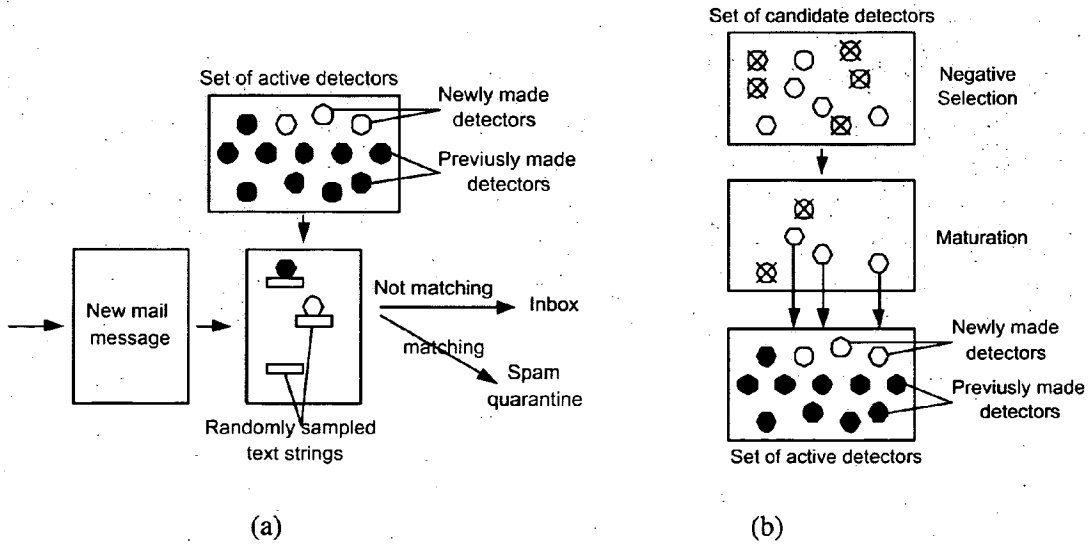 Set of active detectors
Newly made
detectors
Previusly made
detectors
New mail
message
Not matching
Inbox
matching
Spam
quarantine
Randomly sampled
text strings
(a)
Set of candidate detectors
Negative
Selection
Maturation
Newly made
detectors
Previusly made
detectors
Set of active detectors
(b)